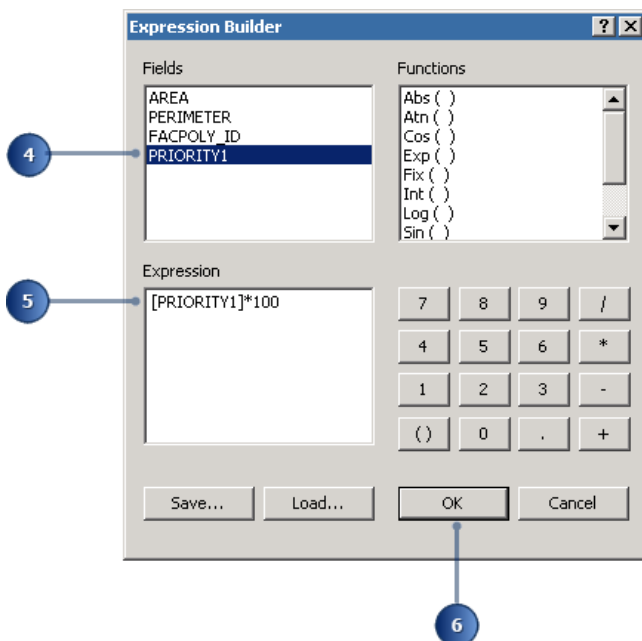 Expression Builder
? X
Fields
AREA
PERIMETER
FACPOLY_ID
PRIORITY1
Functions
Abs ( )
Atn ( )
Cos ( )
Exp ( )
Fix ( )
Int ( )
Log ( )
Sin ( )
4
Expression
[PRIORITY1]*100
5
7 8 9 /
4 5 6 *
1 2 3 -
( ) 0 . +
Save... Load... OK Cancel
6